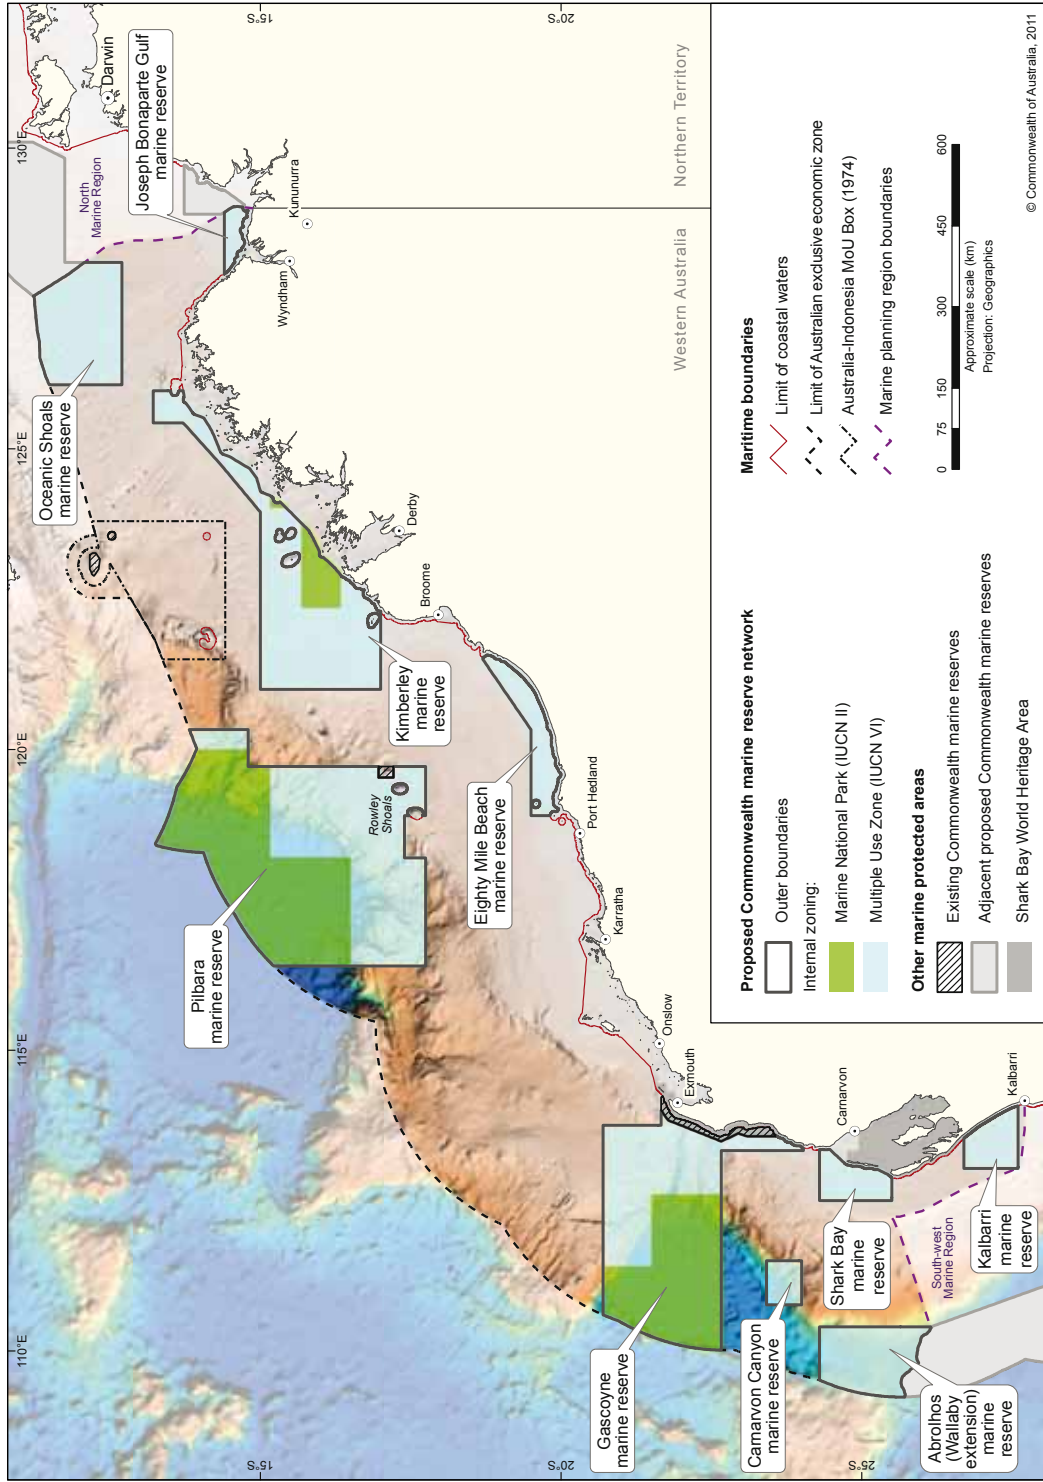 110°E
115°E
120°E
125°E
130°E
15°S
20°S
25°S
15°S
20°S
Oceanic Shoals
marine reserve
North
Marine Region
Joseph Bonaparte Gulf
marine reserve
Darwin
Kununurra
Wyndham
Northern Territory
Western Australia
Pilbara
marine reserve
Rowley
Shoals
Kimberley
marine
reserve
Derby
Broome
Eighty Mile Beach
marine reserve
Port Hedland
Karratha
Onslow
Exmouth
Gascoyne
marine reserve
Carnarvon Canyon
marine reserve
Carnarvon
Shark Bay
marine
reserve
Abrolhos
(Wallaby
extension)
marine
reserve
South-west
Marine Region
Kalbarri
marine
reserve
Kalbarri
Proposed Commonwealth marine reserve network
Outer boundaries
Internal zoning:
Marine National Park (IUCN II)
Multiple Use Zone (IUCN VI)
Other marine protected areas
Existing Commonwealth marine reserves
Adjacent proposed Commonwealth marine reserves
Shark Bay World Heritage Area
Maritime boundaries
Limit of coastal waters
Limit of Australian exclusive economic zone
Australia-Indonesia MoU Box (1974)
Marine planning region boundaries
0 75 150 300 450 600
Approximate scale (km)
Projection: Geographic
© Commonwealth of Australia, 2011